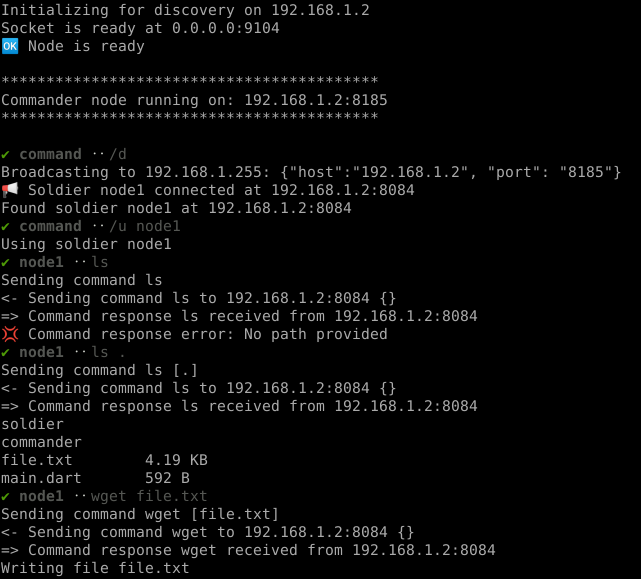 Initializing for discovery on 192.168.1.2
Socket is ready at 0.0.0.0:9104
🆗 Node is ready
******************************************
Commander node running on: 192.168.1.2:8185
******************************************
✔ command ··/d
Broadcasting to 192.168.1.255: {"host":"192.168.1.2", "port": "8185"}
📢 Soldier node1 connected at 192.168.1.2:8084
Found soldier node1 at 192.168.1.2:8084
✔ command ··/u node1
Using soldier node1
✔ node1 ··ls
Sending command ls
<- Sending command ls to 192.168.1.2:8084 {}
=> Command response ls received from 192.168.1.2:8084
💢 Command response error: No path provided
✔ node1 ··ls .
Sending command ls [.]
<- Sending command ls to 192.168.1.2:8084 {}
=> Command response ls received from 192.168.1.2:8084
soldier
commander
file.txt        4.19 KB
main.dart       592 B
✔ node1 ··wget file.txt
Sending command wget [file.txt]
<- Sending command wget to 192.168.1.2:8084 {}
=> Command response wget received from 192.168.1.2:8084
Writing file file.txt